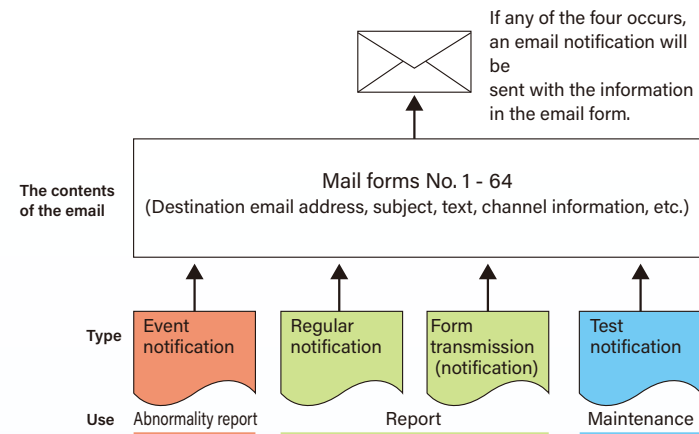 If any of the four occurs,
an email notification will
be
sent with the information
in the email form.
The contents
of the email
Mail forms No. 1 - 64
(Destination email address, subject, text, channel information, etc.)
Type
Event
notification
Regular
notification
Form
transmission
(notification)
Test
notification
Use
Abnormality report
Report
Maintenance